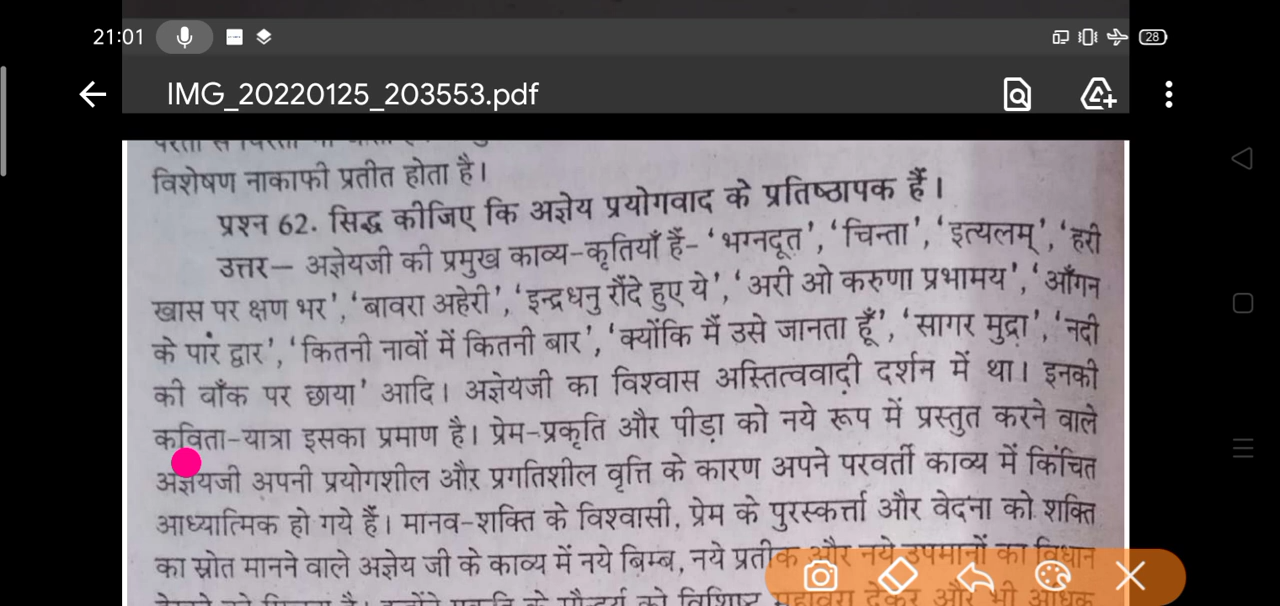 21:01
28
IMG_20220125_203553.pdf
विशेषण नाकाफी प्रतीत होता है।
प्रश्न 62. सिद्ध कीजिए कि अज्ञेय प्रयोगवाद के प्रतिष्ठापक हैं।
उत्तर– अज्ञेयजी की प्रमुख काव्य-कृतियाँ हैं- 'भग्नदूत', 'चिन्ता', 'इत्यलम्', 'हरी
खास पर क्षण भर', 'बावरा अहेरी', 'इन्द्रधनु रौंदे हुए ये', 'अरी ओ करुणा प्रभामय', 'आँगन
के पार द्वार', 'कितनी नावों में कितनी बार', 'क्योंकि मैं उसे जानता हूँ', 'सागर मुद्रा', 'नदी
की बाँक पर छाया' आदि। अज्ञेयजी का विश्वास अस्तित्ववादी दर्शन में था। इनकी
कविता-यात्रा इसका प्रमाण है। प्रेम-प्रकृति और पीड़ा को नये रूप में प्रस्तुत करने वाले
अज्ञेयजी अपनी प्रयोगशील और प्रगतिशील वृत्ति के कारण अपने परवर्ती काव्य में किंचित
आध्यात्मिक हो गये हैं। मानव-शक्ति के विश्वासी, प्रेम के पुरस्कर्त्ता और वेदना को शक्ति
का स्रोत मानने वाले अज्ञेय जी के काव्य में नये बिम्ब, नये प्रतीक और नये उपमानों का विधान